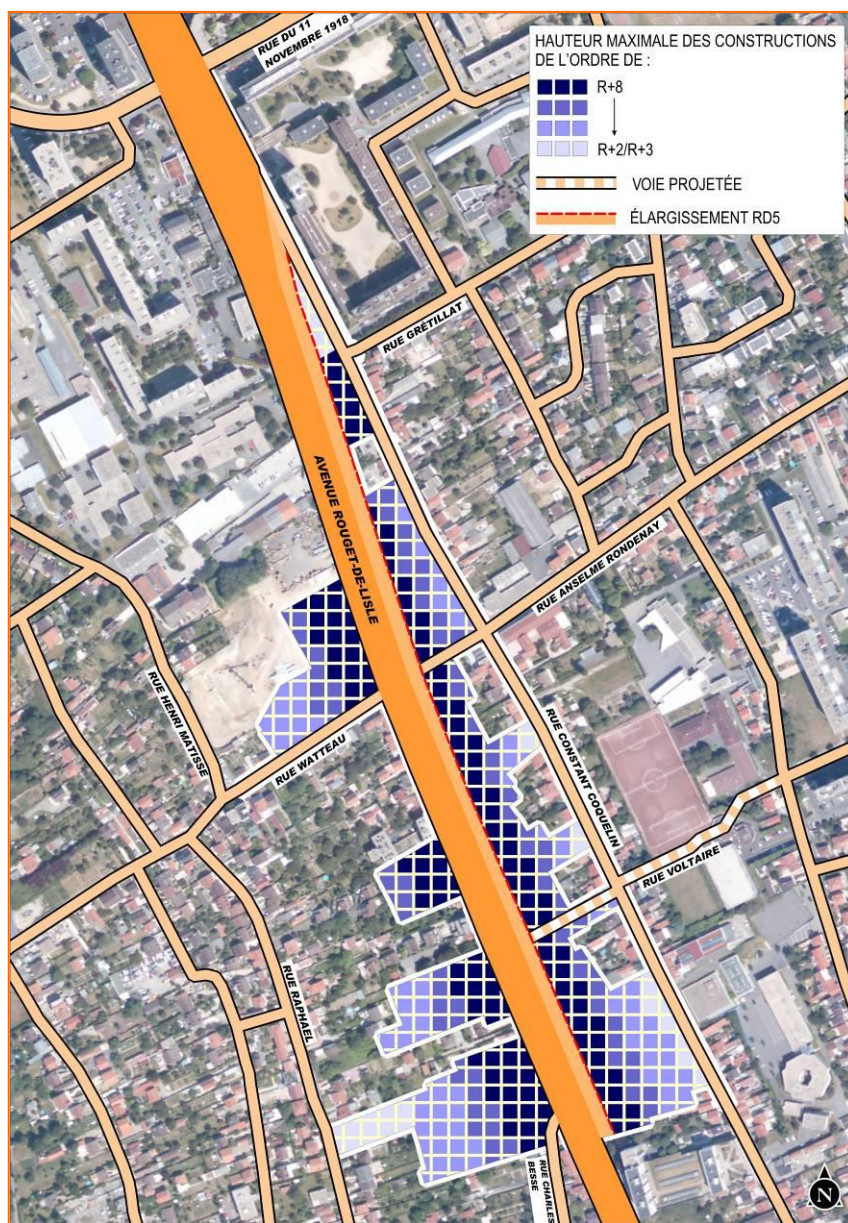 RUE DU 11
NOVEMBRE 1918
HAUTEUR MAXIMALE DES CONSTRUCTIONS
DE L'ORDRE DE :
R+8
R+2/R+3
VOIE PROJETÉE
ÉLARGISSEMENT RD5
RUE GRÉTILLAT
AVENUE ROUGET-DE-LISLE
RUE ANSELME RONDENAY
RUE HENRI MATISSE
RUE WATTEAU
RUE CONSTANT COQUELIN
RUE VOLTAIRE
RUE RAPHAEL
RUE CHARLES
BESSE
N